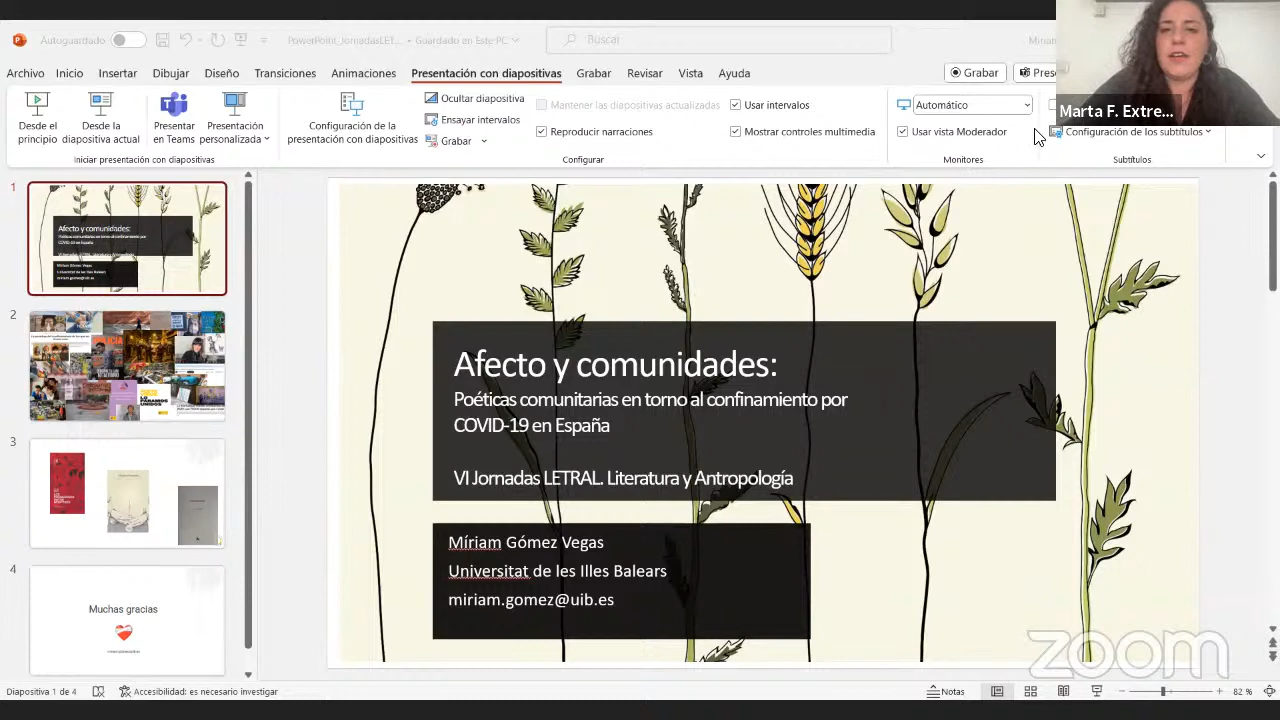 Autoguardado
PowerPoint_JornadasLET... - Guardado en Este PC
Buscar
Archivo Inicio Insertar Dibujar Diseño Transiciones Animaciones Presentación con diapositivas Grabar Revisar Vista Ayuda
Grabar
Marta F. Extre...
Desde el principio
Desde la diapositiva actual
Presentar en Teams
Presentación personalizada
Iniciar presentación con diapositivas
Configuración de la presentación con diapositivas
Ocultar diapositiva
Ensayar intervalos
Grabar
Mantener las diapositivas actualizadas
Reproducir narraciones
Usar intervalos
Mostrar controles multimedia
Configurar
Automático
Usar vista Moderador
Monitores
Configuración de los subtítulos
Subtítulos
1
Afecto y comunidades:
2
3
4
Muchas gracias
Afecto y comunidades:
Poéticas comunitarias en torno al confinamiento por
COVID-19 en España
VI Jornadas LETRAL. Literatura y Antropología
Míriam Gómez Vegas
Universitat de les Illes Balears
miriam.gomez@uib.es
zoom
Diapositiva 1 de 4
Accesibilidad: es necesario investigar
Notas
82 %